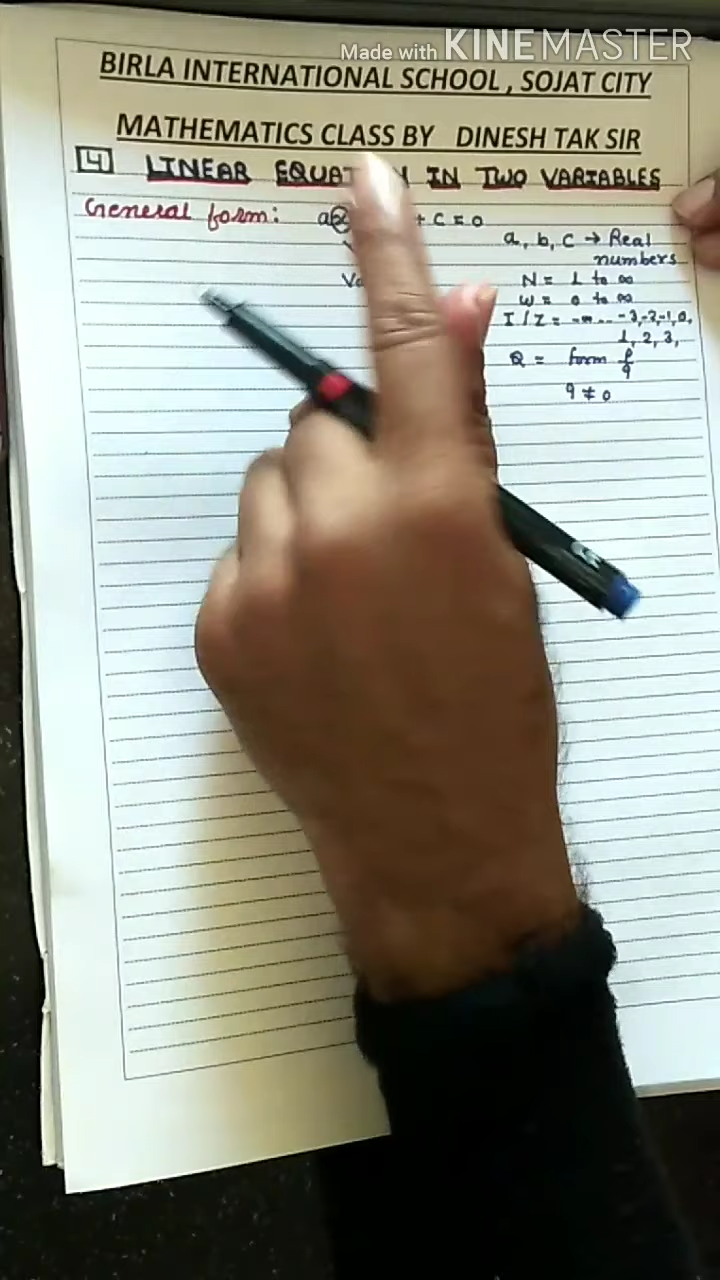 Made with KINEMASTER
BIRLA INTERNATIONAL SCHOOL , SOJAT CITY
MATHEMATICS CLASS BY DINESH TAK SIR
4 LINEAR IN TWO VARIABLES
General form: + c = 0
a, b, c → Real
numbers
N = 1 to ∞
W = 0 to ∞
I / Z = -∞ ... -3,-2,-1,0,
1, 2, 3,
Q = form p/q
q ≠ 0